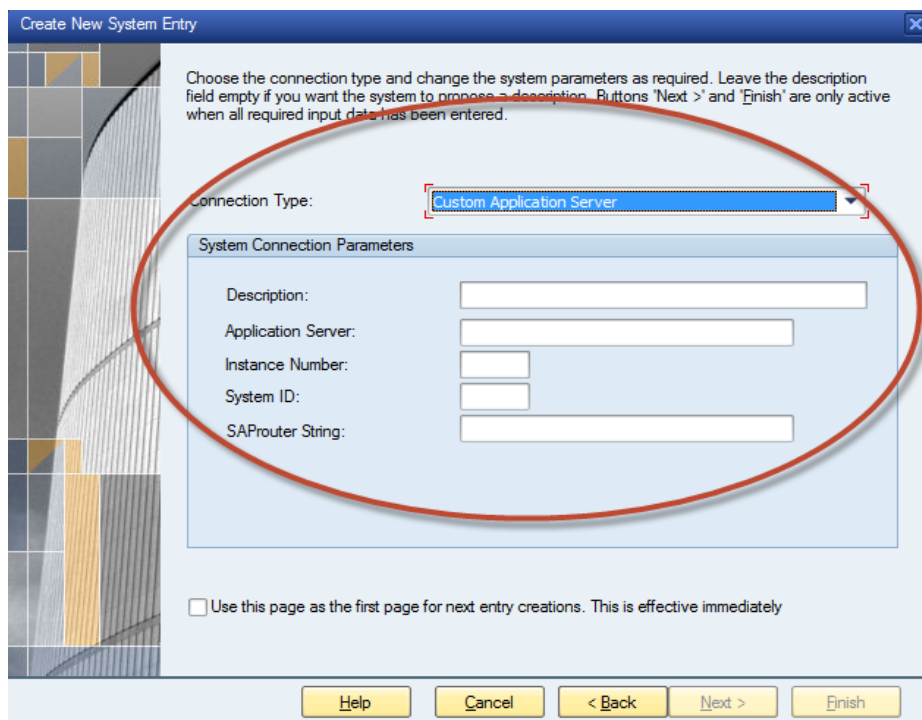 Create New System Entry
Choose the connection type and change the system parameters as required. Leave the description
field empty if you want the system to propose a description. Buttons 'Next >' and 'Finish' are only active
when all required input data has been entered.
Connection Type: Custom Application Server
System Connection Parameters
Description:
Application Server:
Instance Number:
System ID:
SAProuter String:
Use this page as the first page for next entry creations. This is effective immediately
Help Cancel < Back Next > Finish